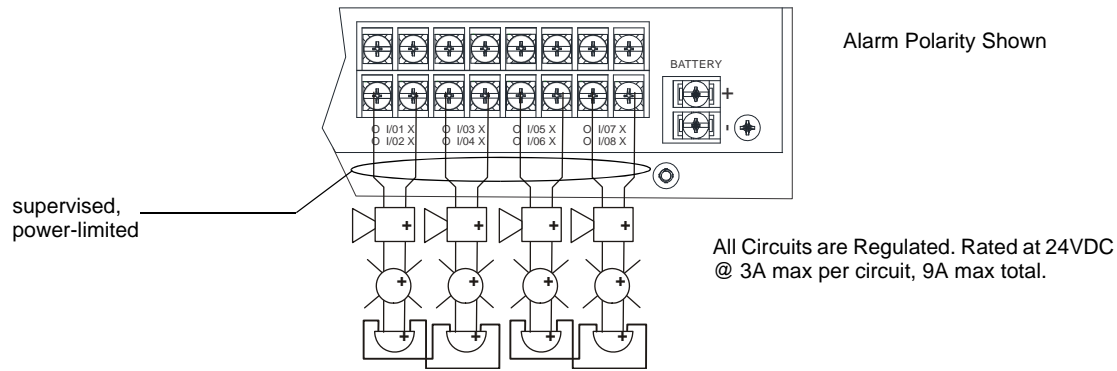 Alarm Polarity Shown
BATTERY
+
-
O I/01 X O I/03 X O I/05 X O I/07 X
O I/02 X O I/04 X O I/06 X O I/08 X
supervised,
power-limited
+ + + +
All Circuits are Regulated. Rated at 24VDC
@ 3A max per circuit, 9A max total.
+ + + +
+ + + +